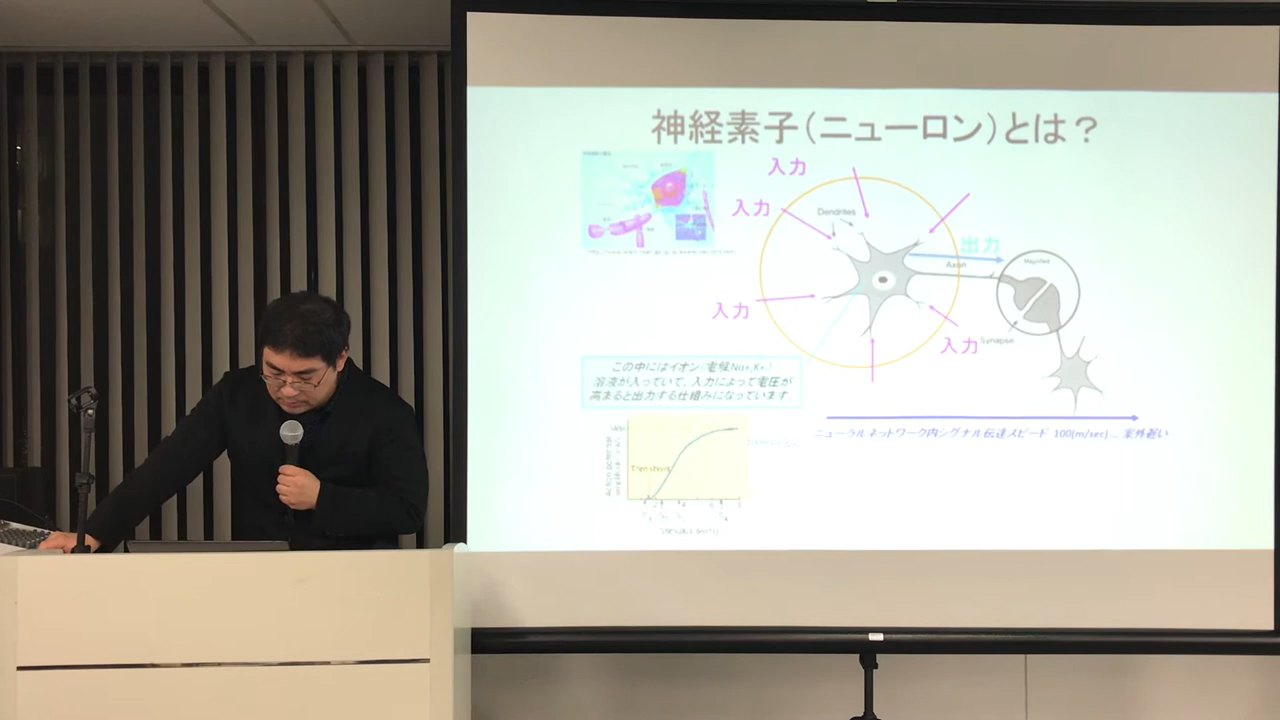 神経素子(ニューロン)とは?
入力
入力
Dendrites
出力
Axon
Magnified
入力
入力
Synapse
この中にはイオン(電解Na+,K+)
溶液が入っていて、入力によって電圧が
高まると出力する仕組みになっています.
Threshold
ニューラルネットワーク内シグナル伝達スピード 100(m/sec) … 案外遅い